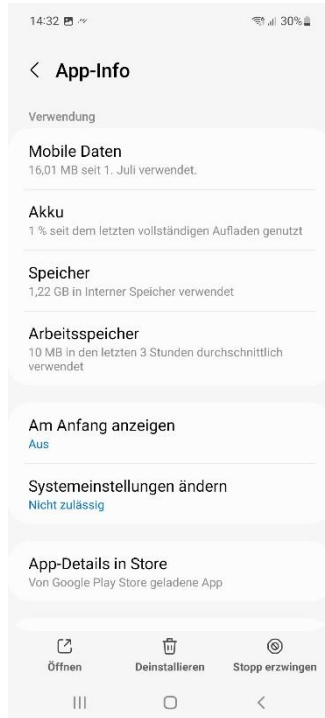 14:32
30%
App-Info
Verwendung
Mobile Daten
16,01 MB seit 1. Juli verwendet.
Akku
1 % seit dem letzten vollständigen Aufladen genutzt
Speicher
1,22 GB in Interner Speicher verwendet
Arbeitsspeicher
10 MB in den letzten 3 Stunden durchschnittlich
verwendet
Am Anfang anzeigen
Aus
Systemeinstellungen ändern
Nicht zulässig
App-Details in Store
Von Google Play Store geladene App
Öffnen
Deinstallieren
Stopp erzwingen